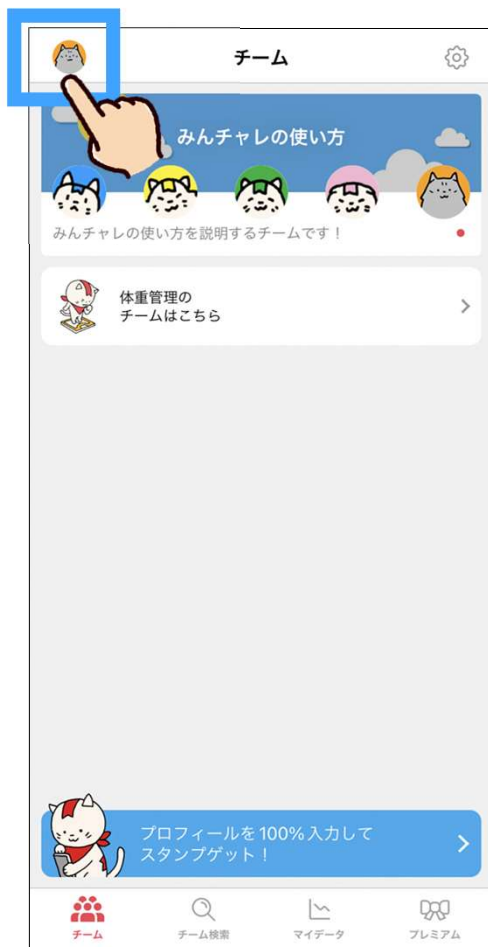 チーム
みんチャレの使い方
みんチャレの使い方を説明するチームです！
体重管理の
チームはこちら
プロフィールを100%入力して
スタンプゲット！
チーム
チーム検索
マイデータ
プレミアム